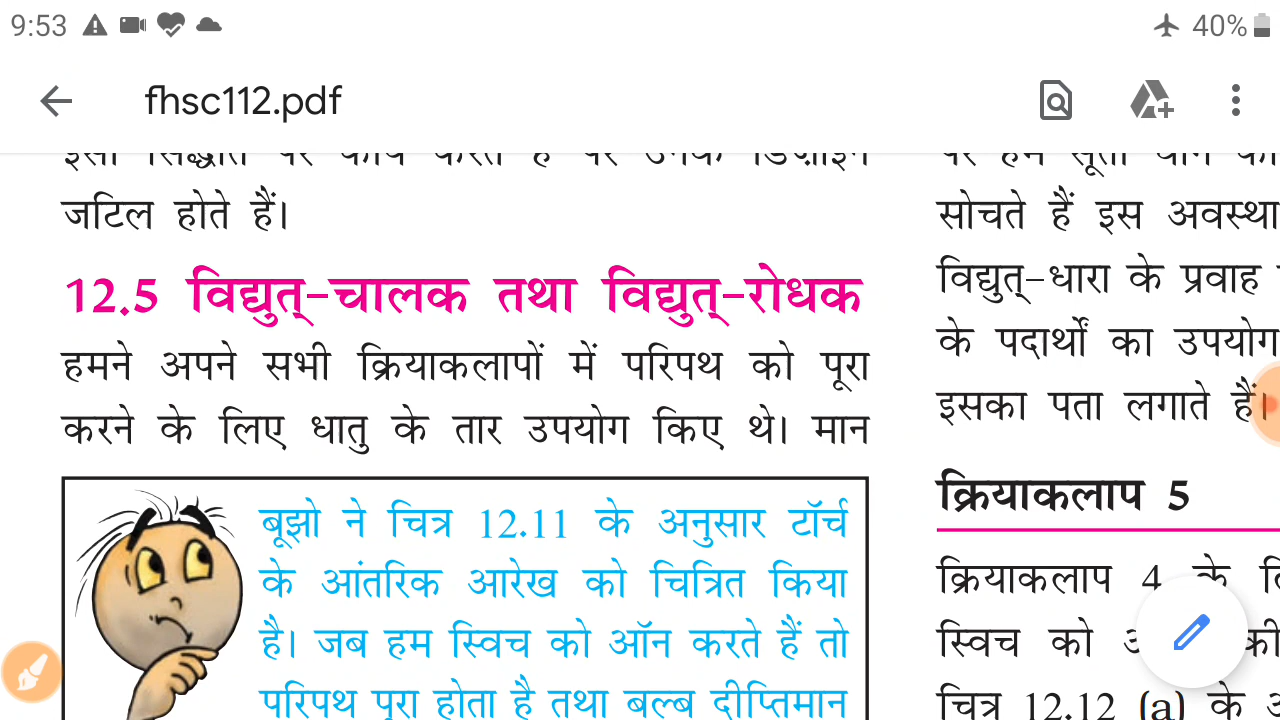 9:53
40%
fhsc112.pdf
जटिल होते हैं।
12.5 विद्युत्-चालक तथा विद्युत्-रोधक
हमने अपने सभी क्रियाकलापों में परिपथ को पूरा
करने के लिए धातु के तार उपयोग किए थे। मान
बूझो ने चित्र 12.11 के अनुसार टॉर्च
के आंतरिक आरेख को चित्रित किया
है। जब हम स्विच को ऑन करते हैं तो
परिपथ पूरा होता है तथा बल्ब दीप्तिमान
सोचते हैं इस अवस्था
विद्युत्-धारा के प्रवाह
के पदार्थों का उपयोग
इसका पता लगाते हैं।
क्रियाकलाप 5
क्रियाकलाप 4 के
स्विच को
चित्र 12.12 (a) के